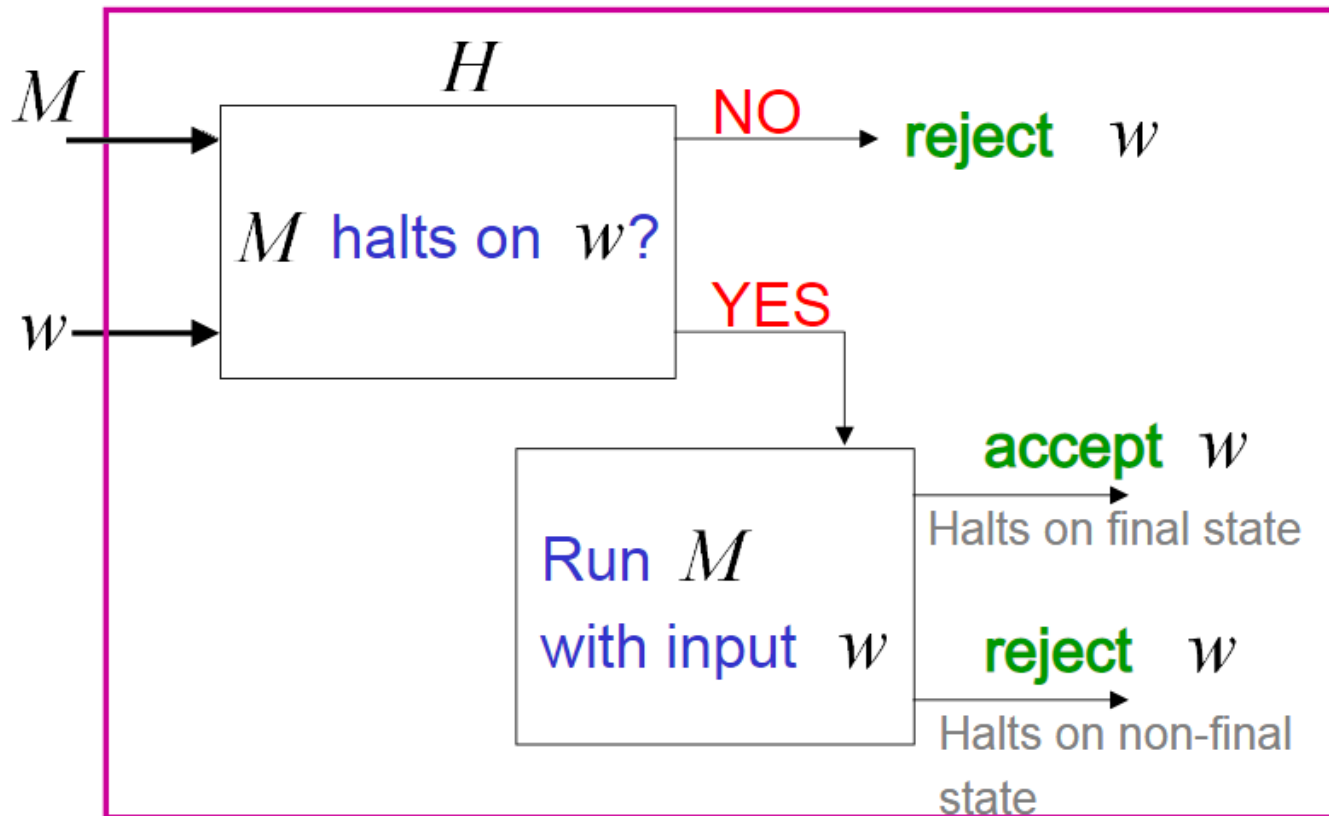 H
M
NO
reject w
M halts on w?
YES
w
accept w
Halts on final state
Run M
with input w
reject w
Halts on non-final
state